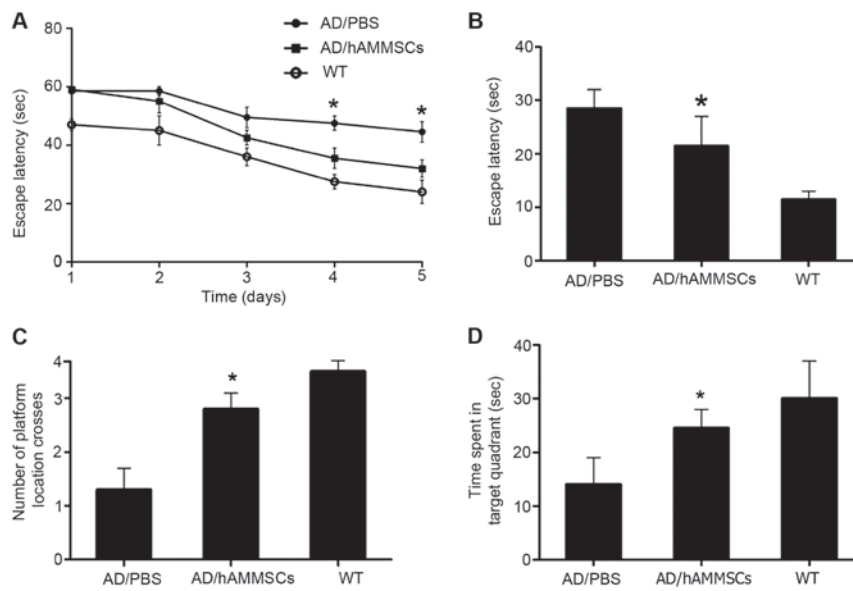 A
AD/PBS
AD/hAMMSCs
WT
Escape latency (sec)
80
60
40
20
0
*
*
1
2
3
4
5
Time (days)
B
Escape latency (sec)
40
30
20
10
0
*
AD/PBS
AD/hAMMSCs
WT
C
Number of platform
location crosses
4
3
2
1
0
*
AD/PBS
AD/hAMMSCs
WT
D
Time spent in
target quadrant (sec)
40
30
20
10
0
*
AD/PBS
AD/hAMMSCs
WT